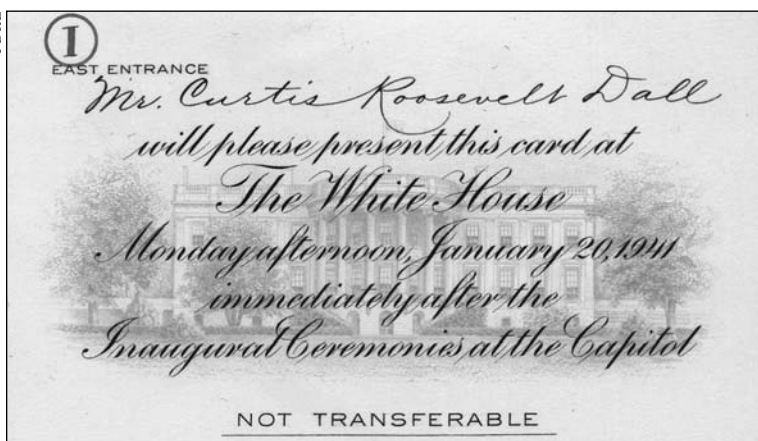 I
EAST ENTRANCE
Mr. Curtis Roosevelt Dall
will please present this card at
The White House
Monday afternoon, January 20, 1941
immediately after the
Inaugural Ceremonies at the Capitol
NOT TRANSFERABLE